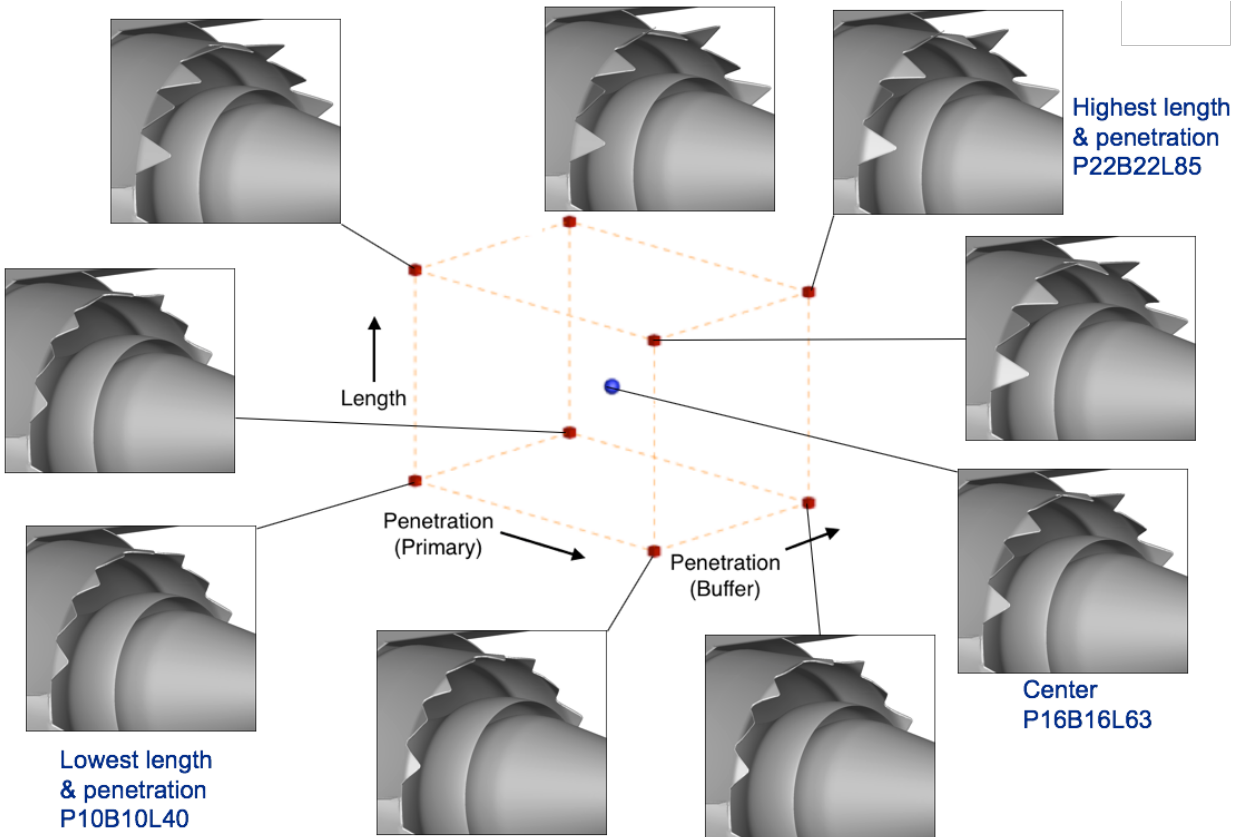 Highest length
& penetration
P22B22L85
Length
Penetration
(Primary)
Penetration
(Buffer)
Center
P16B16L63
Lowest length
& penetration
P10B10L40